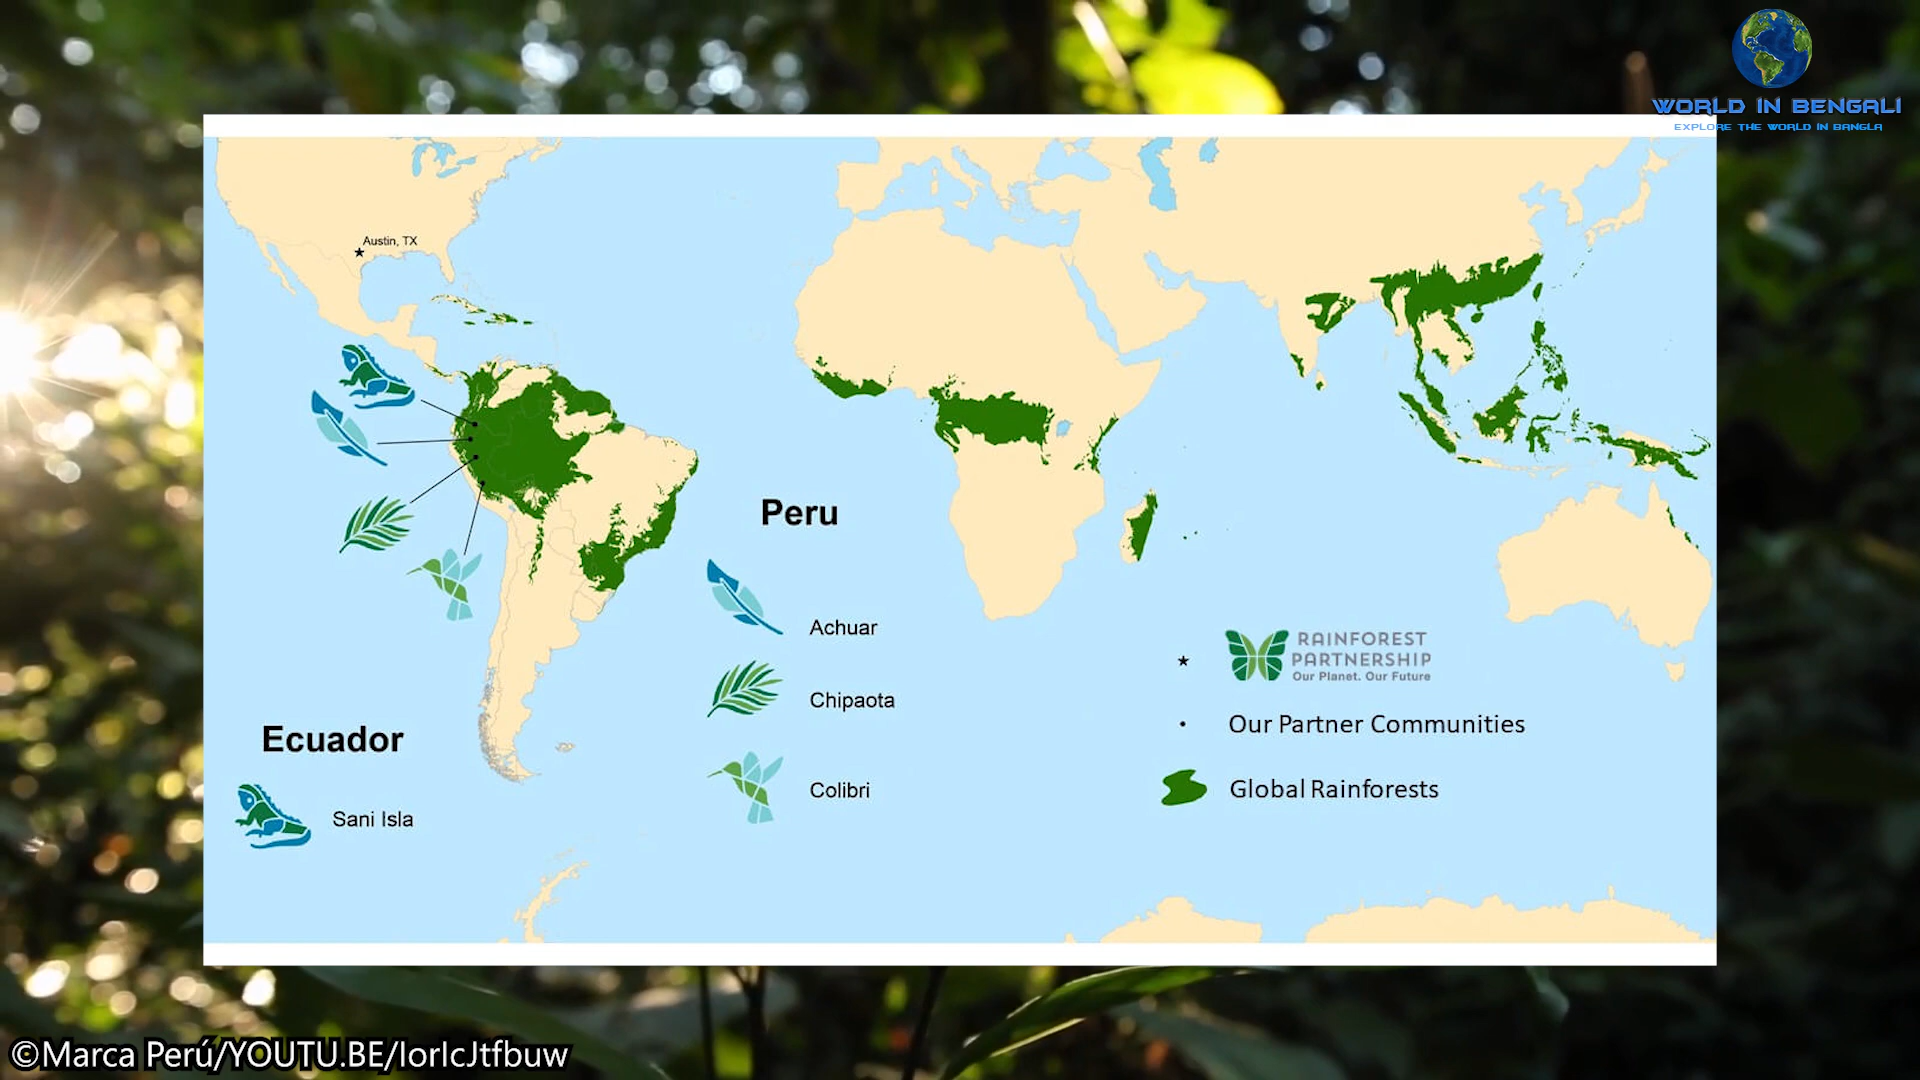 WORLD IN BENGALI
EXPLORE THE WORLD IN BANGLA
Austin, TX
Peru
Achuar
Chipaota
Colibri
Ecuador
Sani Isla
RAINFOREST
PARTNERSHIP
Our Planet. Our Future
Our Partner Communities
Global Rainforests
©Marca Perú/YOUTU.BE/IorIcJtfbuw